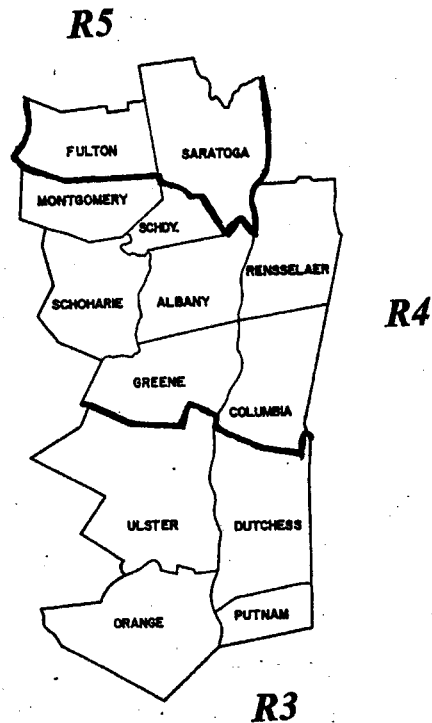 R5
FULTON
SARATOGA
MONTGOMERY
SCHDY.
RENSSELAER
SCHOHARIE
ALBANY
R4
GREENE
COLUMBIA
ULSTER
DUTCHESS
ORANGE
PUTNAM
R3